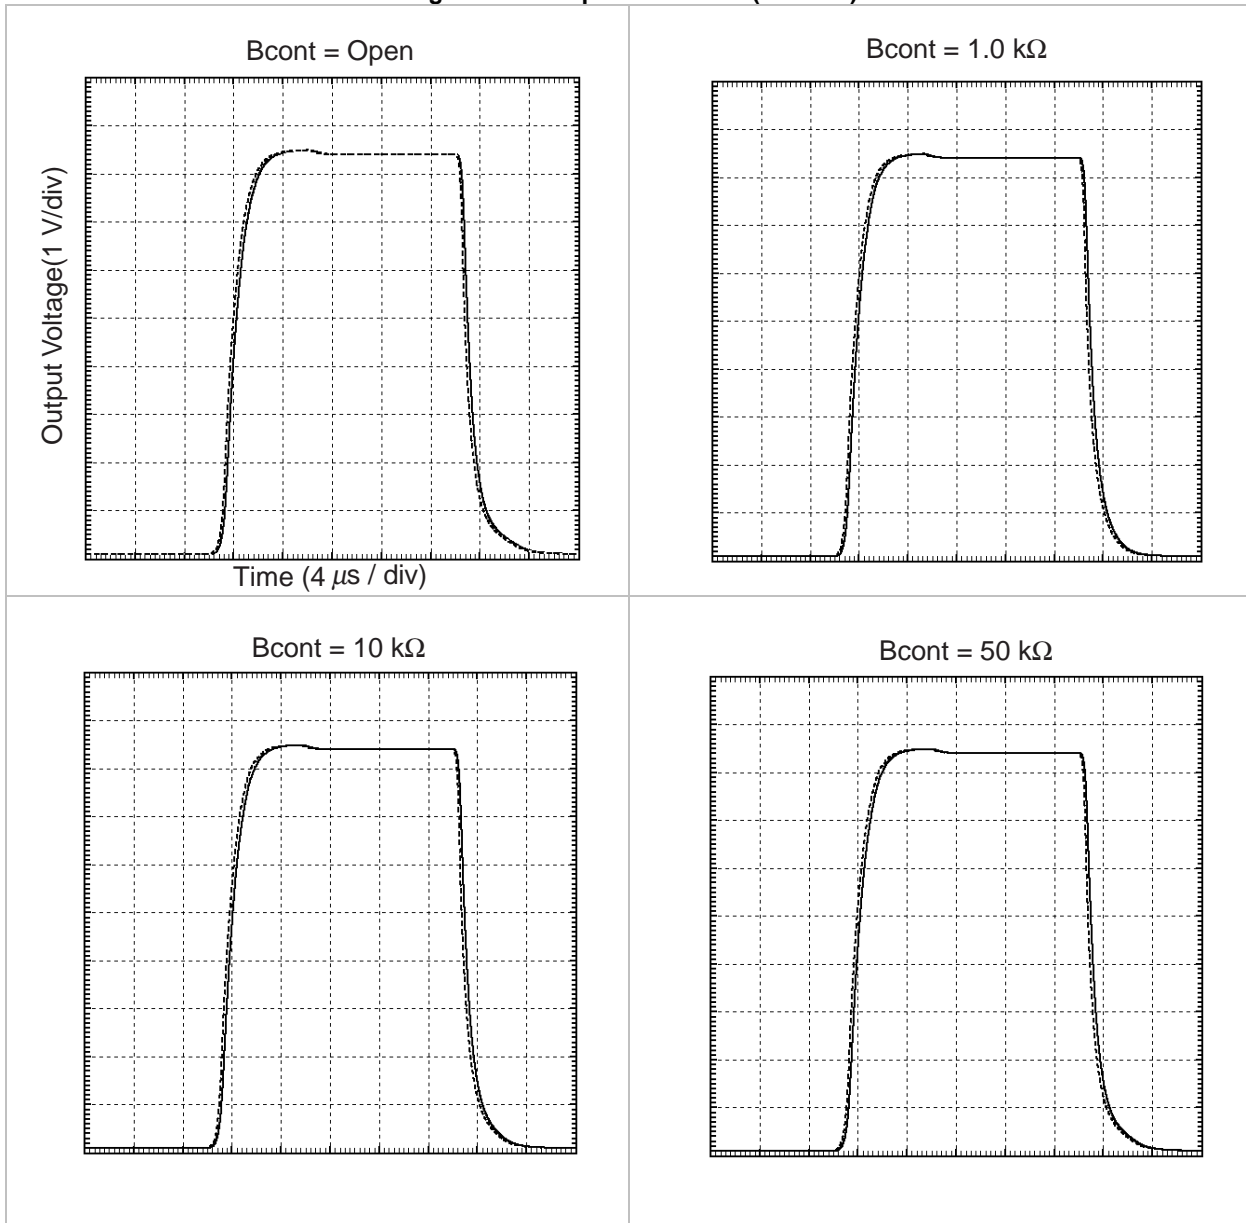 Bcont = Open
Bcont = 1.0 kΩ
Output Voltage(1 V/div)
Time (4 μs / div)
Bcont = 10 kΩ
Bcont = 50 kΩ